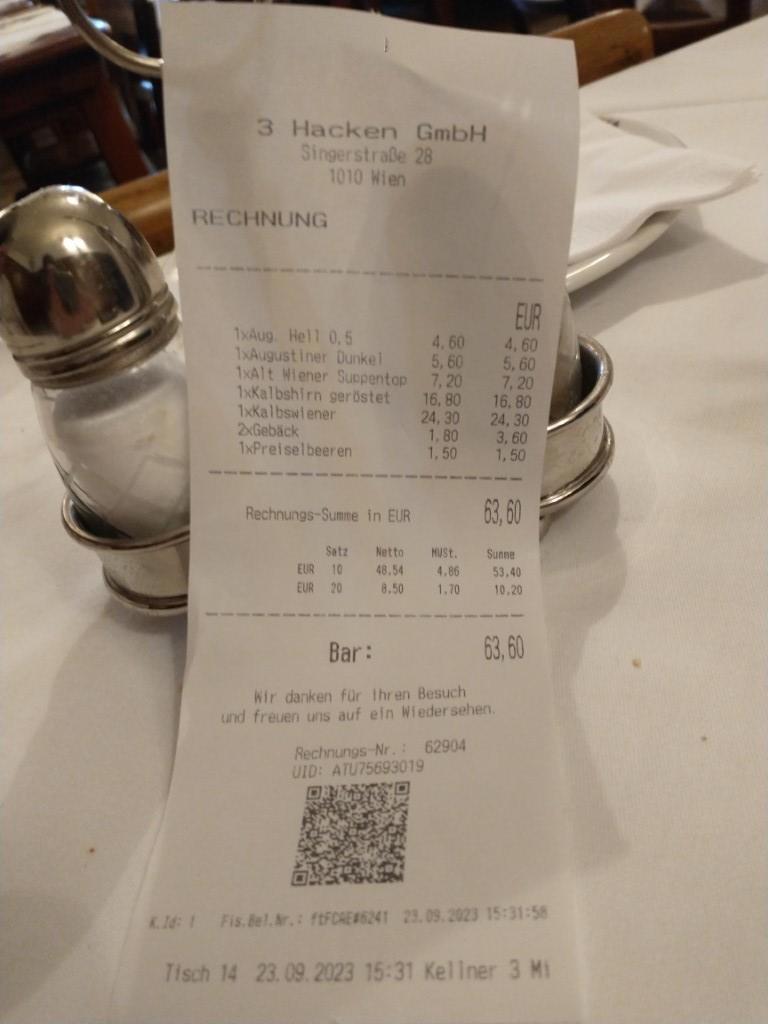 3 Hacken GmbH
Singerstraße 28
1010 Wien
RECHNUNG
EUR
1xAug. Hell 0,5 4,60 4,60
1xAugustiner Dunkel 5,60 5,60
1xAlt Wiener Suppentop 7,20 7,20
1xKalbshirn geröstet 16,80 16,80
1xKalbswiener 24,30 24,30
2xGebäck 1,80 3,60
1xPreiselbeeren 1,50 1,50
Rechnungs-Summe in EUR 63,60
Satz Netto MWSt. Summe
EUR 10 48.54 4.86 53.40
EUR 20 8.50 1.70 10.20
Bar: 63,60
Wir danken für Ihren Besuch
und freuen uns auf ein Wiedersehen.
Rechnungs-Nr.: 62904
UID: ATU75693019
K.Id: 1 Fis.Bel.Nr.: ftFCAE#6241 23.09.2023 15:31:58
Tisch 14 23.09.2023 15:31 Kellner 3 Mi